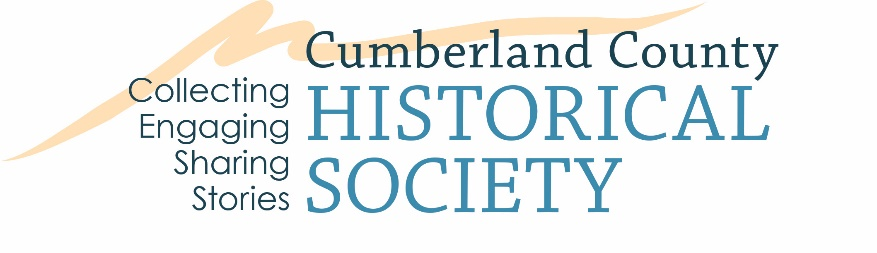 Cumberland County
HISTORICAL
SOCIETY
Collecting
Engaging
Sharing
Stories